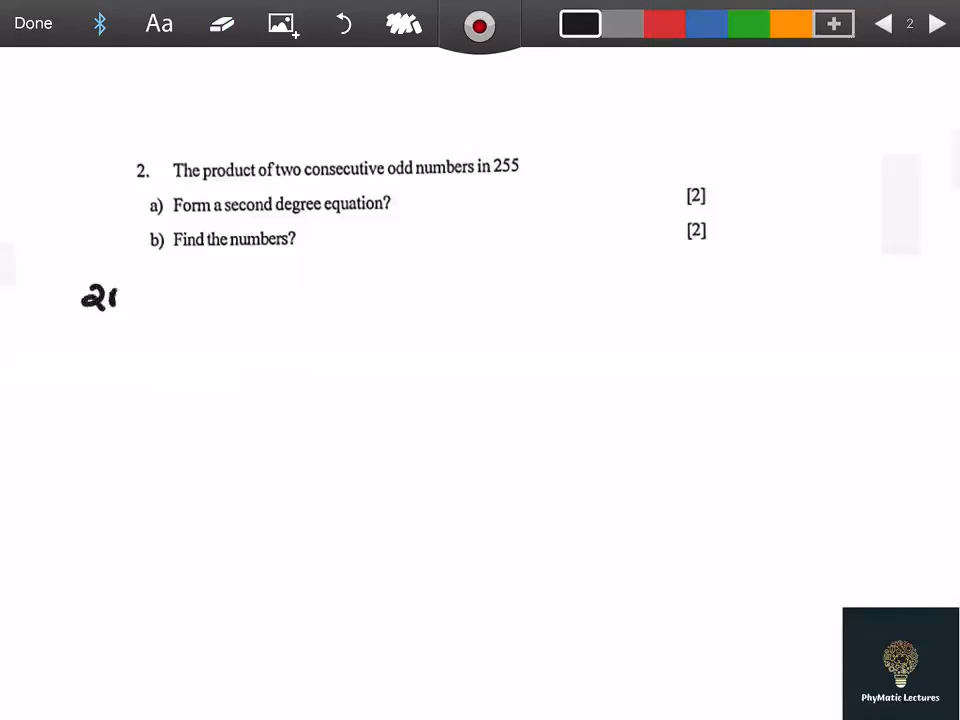 Done Aa 2
2. The product of two consecutive odd numbers in 255
a) Form a second degree equation? [2]
b) Find the numbers? [2]
PhyMatic Lectures